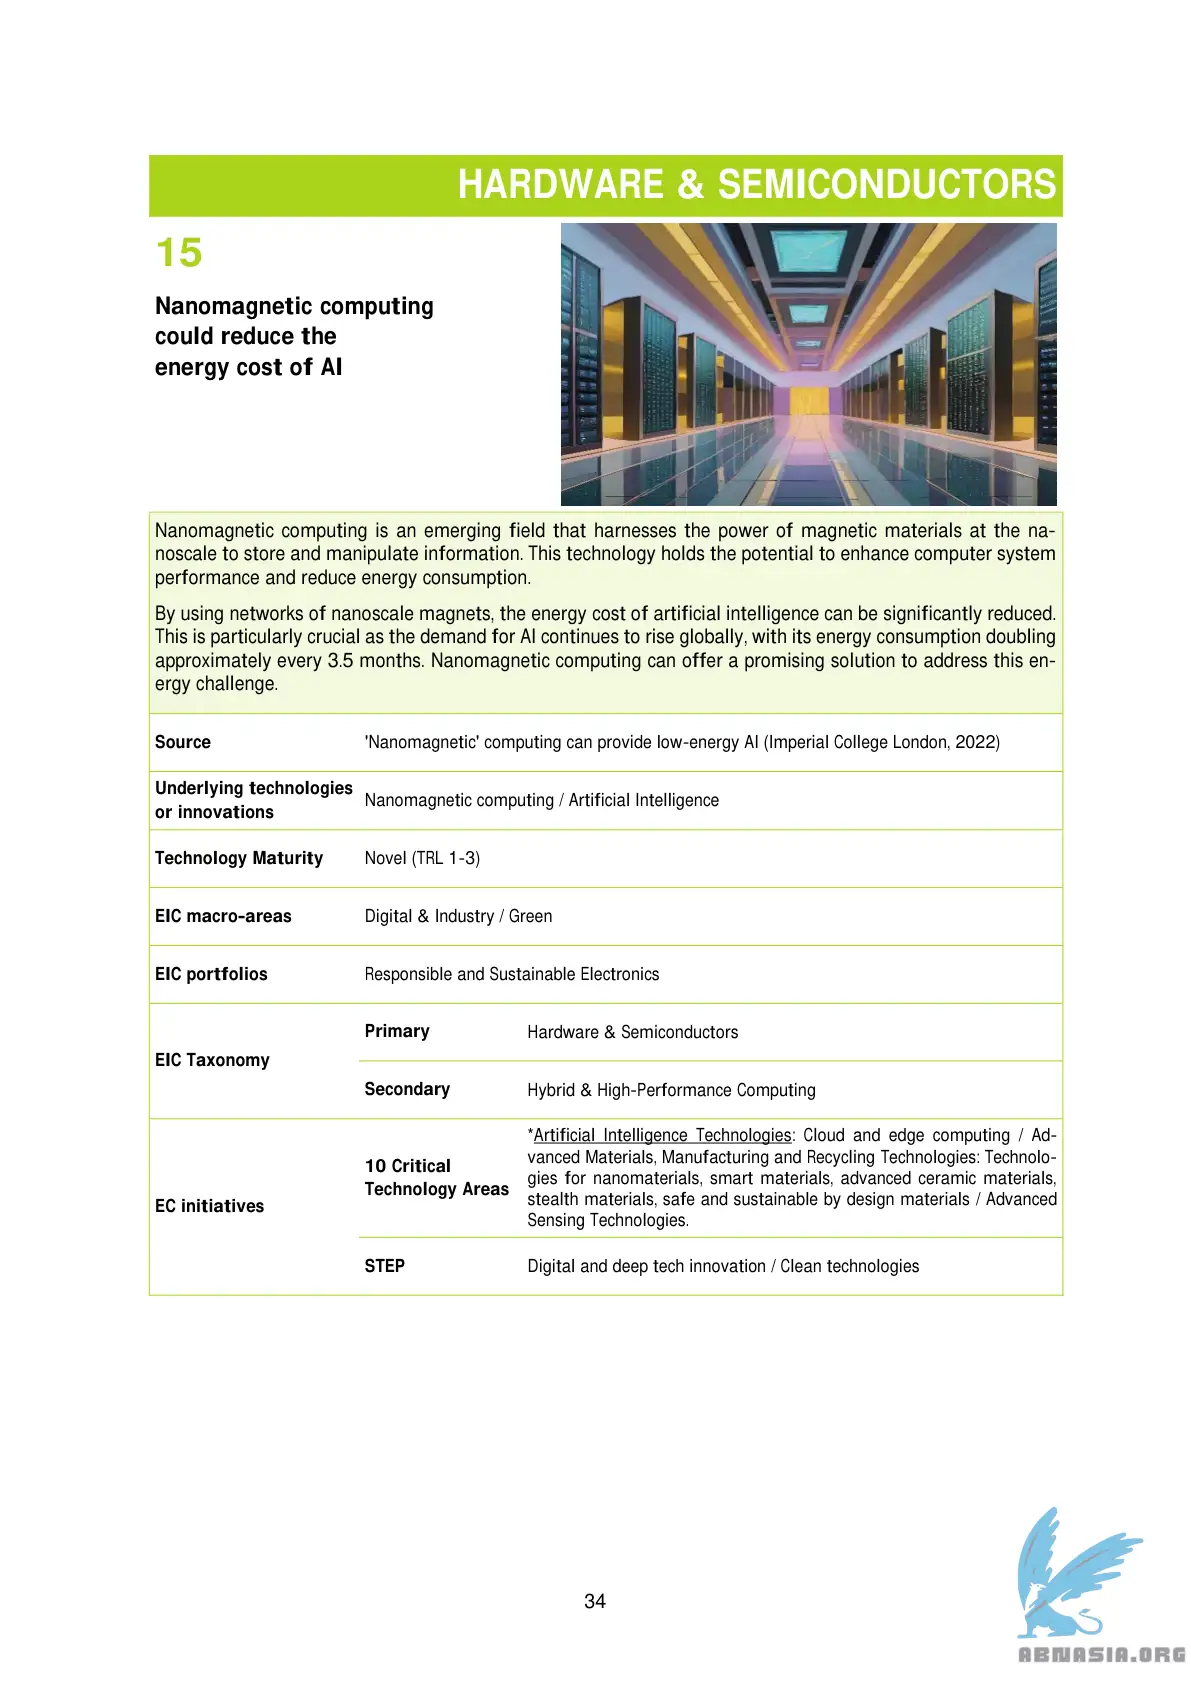 HARDWARE & SEMICONDUCTORS
15
Nanomagnetic computing
could reduce the
energy cost of AI
Nanomagnetic computing is an emerging field that harnesses the power of magnetic materials at the na-
noscale to store and manipulate information. This technology holds the potential to enhance computer system
performance and reduce energy consumption.
By using networks of nanoscale magnets, the energy cost of artificial intelligence can be significantly reduced.
This is particularly crucial as the demand for AI continues to rise globally, with its energy consumption doubling
approximately every 3.5 months. Nanomagnetic computing can offer a promising solution to address this en-
ergy challenge.
Source
'Nanomagnetic' computing can provide low-energy AI (Imperial College London, 2022)
Underlying technologies
or innovations
Nanomagnetic computing / Artificial Intelligence
Technology Maturity
Novel (TRL 1-3)
EIC macro-areas
Digital & Industry / Green
EIC portfolios
Responsible and Sustainable Electronics
EIC Taxonomy
Primary
Hardware & Semiconductors
Secondary
Hybrid & High-Performance Computing
EC initiatives
10 Critical
Technology Areas
*Artificial Intelligence Technologies: Cloud and edge computing / Ad-
vanced Materials, Manufacturing and Recycling Technologies: Technolo-
gies for nanomaterials, smart materials, advanced ceramic materials,
stealth materials, safe and sustainable by design materials / Advanced
Sensing Technologies.
STEP
Digital and deep tech innovation / Clean technologies
34
ABNASIA.ORG